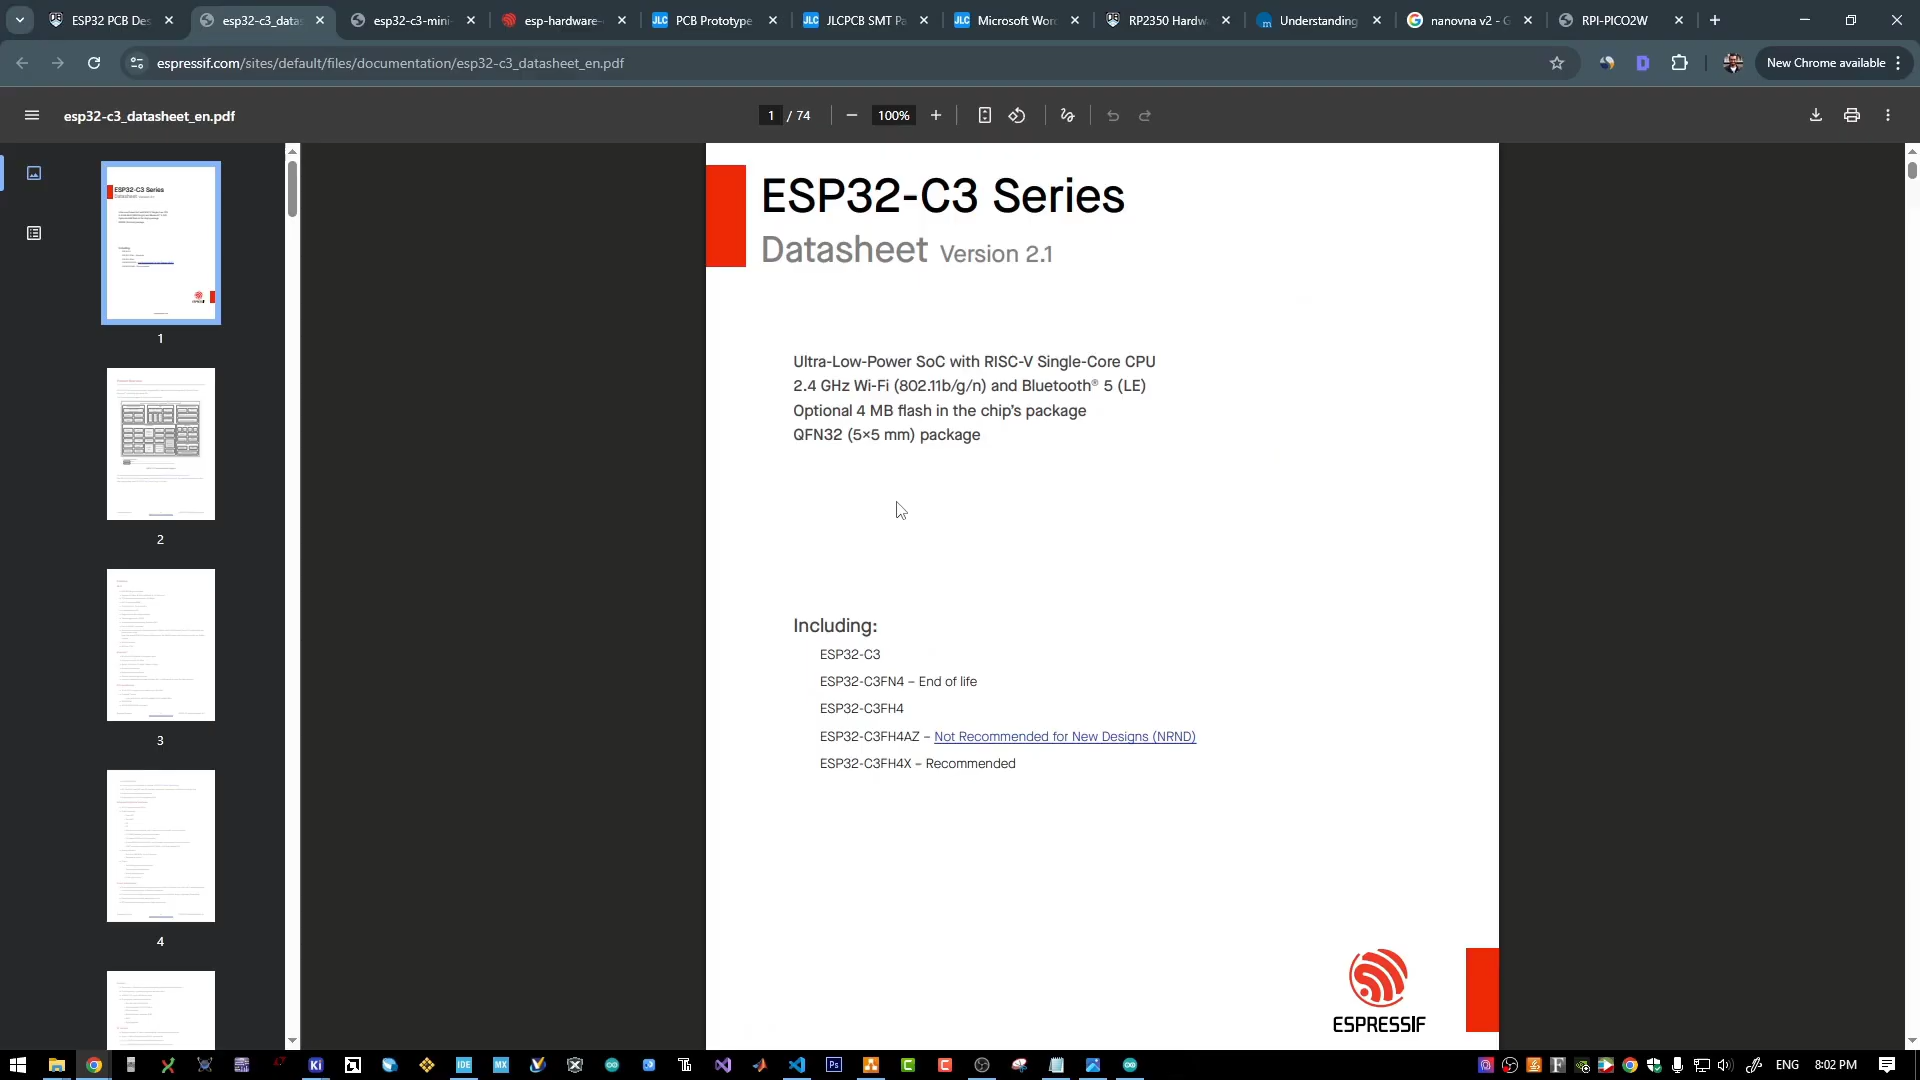 ESP32 PCB Des
esp32-c3_datas
esp32-c3-mini-
esp-hardware-
PCB Prototype
JLCPCB SMT Pa
Microsoft Wor
RP2350 Hardw
Understanding
nanovna v2 - G
RPI-PICO2W
espressif.com/sites/default/files/documentation/esp32-c3_datasheet_en.pdf
New Chrome available
esp32-c3_datasheet_en.pdf
1 / 74
100%
1
2
3
4
ESP32-C3 Series
Datasheet Version 2.1
Ultra-Low-Power SoC with RISC-V Single-Core CPU
2.4 GHz Wi-Fi (802.11b/g/n) and Bluetooth® 5 (LE)
Optional 4 MB flash in the chip's package
QFN32 (5×5 mm) package
Including:
ESP32-C3
ESP32-C3FN4 – End of life
ESP32-C3FH4
ESP32-C3FH4AZ – Not Recommended for New Designs (NRND)
ESP32-C3FH4X – Recommended
ESPRESSIF
ENG
8:02 PM